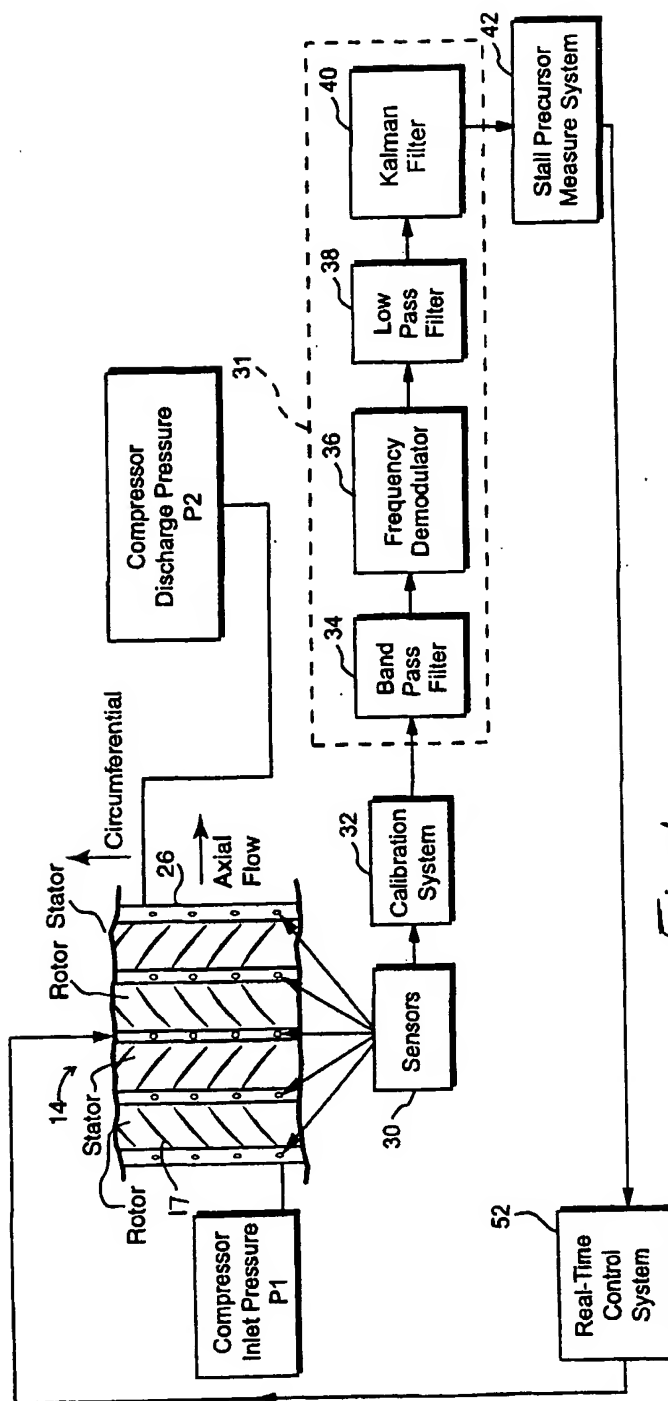 Circumferential
Axial
Flow
26
Stator
Rotor
14
Stator
Rotor
17
Compressor
Inlet Pressure
P1
Compressor
Discharge Pressure
P2
Sensors
30
Calibration
System
32
31
Band
Pass
Filter
34
Frequency
Demodulator
36
Low
Pass
Filter
38
Kalman
Filter
40
Stall Precursor
Measure System
42
Real-Time
Control
System
52